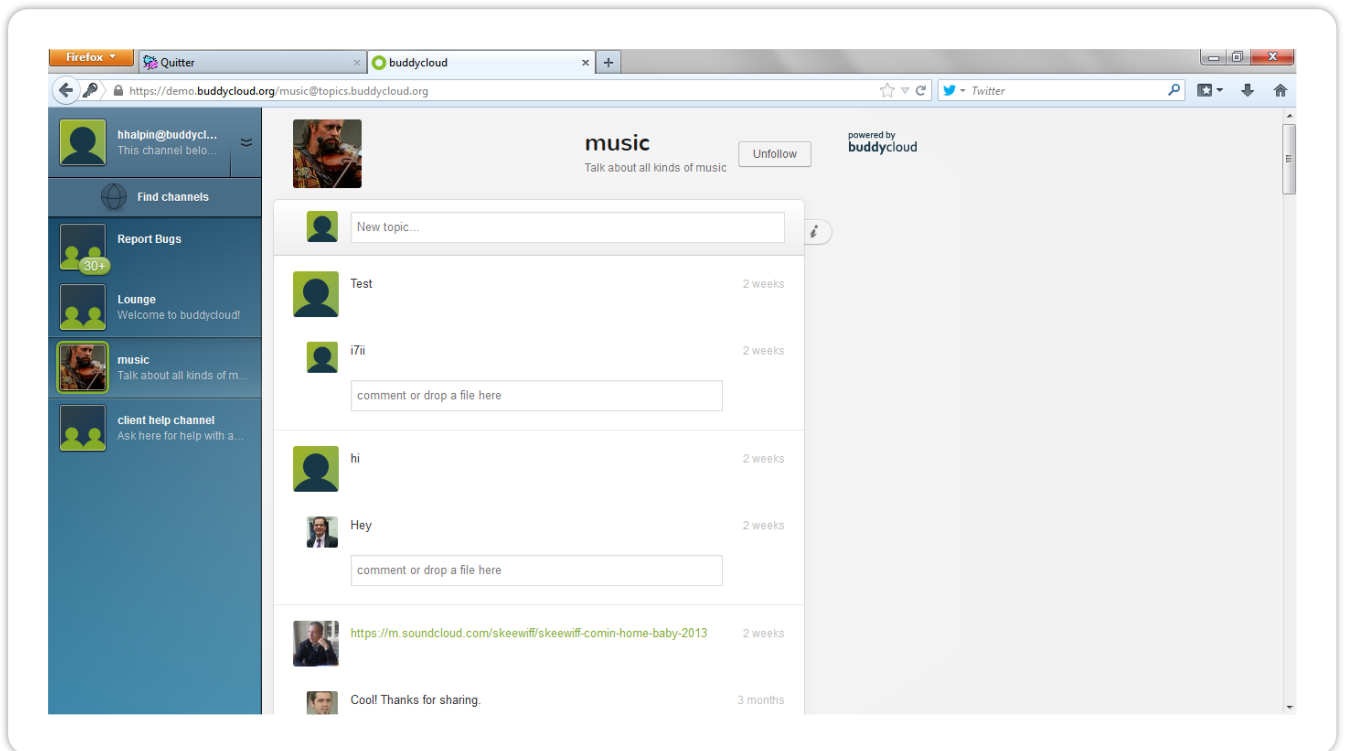 Firefox
Quitter
buddycloud
https://demo.buddycloud.org/music@topics.buddycloud.org
Twitter
hhalpin@buddycl...
This channel belo...
Find channels
Report Bugs
30+
Lounge
Welcome to buddycloud!
music
Talk about all kinds of m...
client help channel
Ask here for help with a...
music
Talk about all kinds of music
Unfollow
powered by
buddycloud
New topic...
i
Test
2 weeks
i7ii
2 weeks
comment or drop a file here
hi
2 weeks
Hey
2 weeks
comment or drop a file here
https://m.soundcloud.com/skeewiff/skeewiff-comin-home-baby-2013
2 weeks
Cool! Thanks for sharing.
3 months